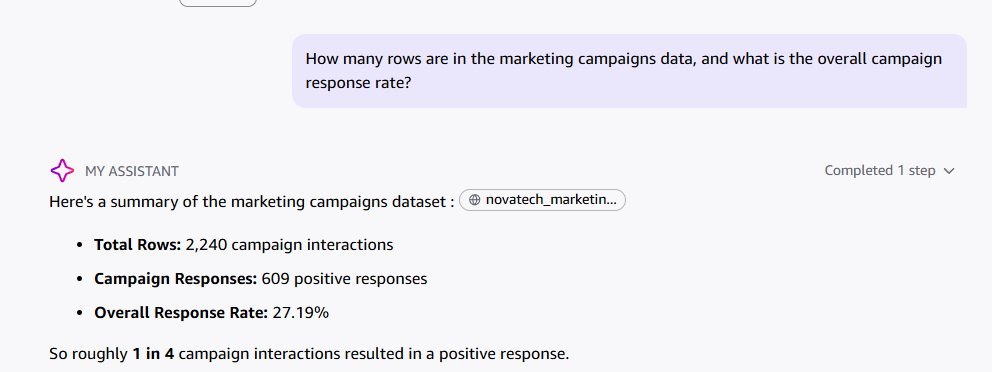 How many rows are in the marketing campaigns data, and what is the overall campaign
response rate?
MY ASSISTANT
Completed 1 step
Here's a summary of the marketing campaigns dataset : novatech_marketin...
• Total Rows: 2,240 campaign interactions
• Campaign Responses: 609 positive responses
• Overall Response Rate: 27.19%
So roughly 1 in 4 campaign interactions resulted in a positive response.